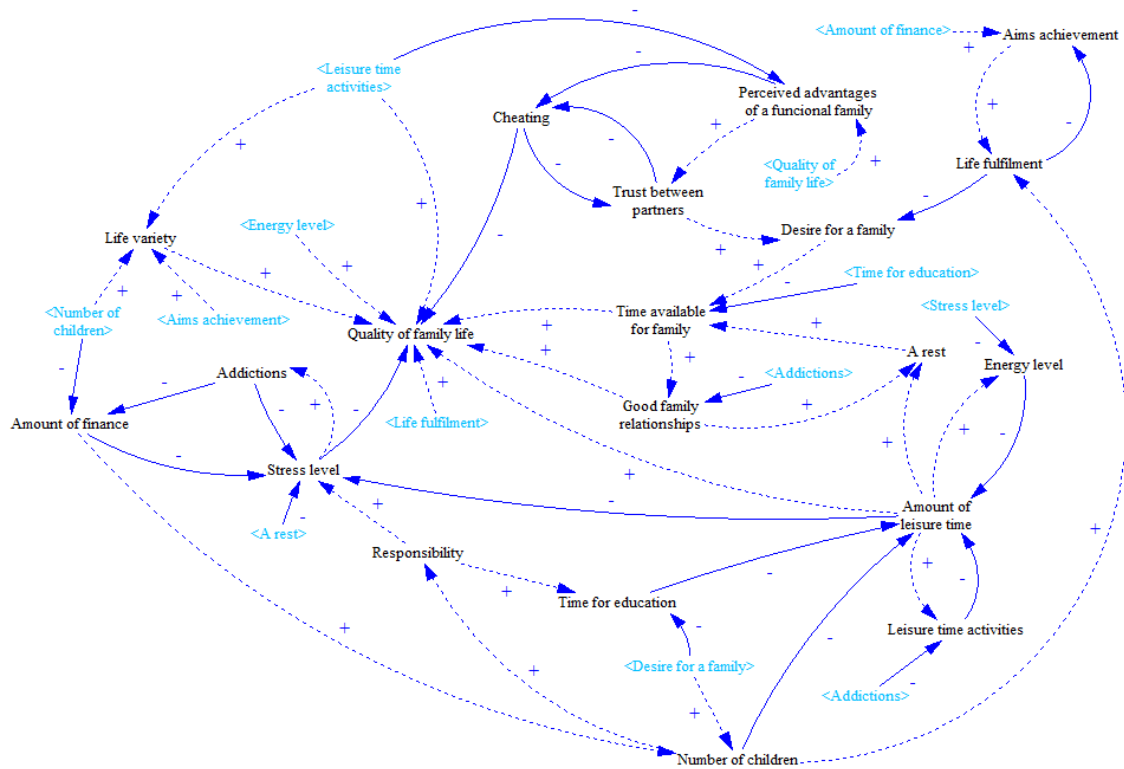 <Amount of finance>
Aims achievement
<Leisure time
activities>
Perceived advantages
of a funcional family
Cheating
<Quality of
family life>
Life fulfilment
Trust between
partners
<Energy level>
Life variety
Desire for a family
<Time for education>
<Number of
children>
<Aims achievement>
Quality of family life
Time available
for family
<Stress level>
A rest
Energy level
Addictions
<Addictions>
Good family
relationships
Amount of finance
<Life fulfilment>
Stress level
Amount of
leisure time
<A rest>
Responsibility
Time for education
Leisure time activities
<Desire for a family>
<Addictions>
Number of children